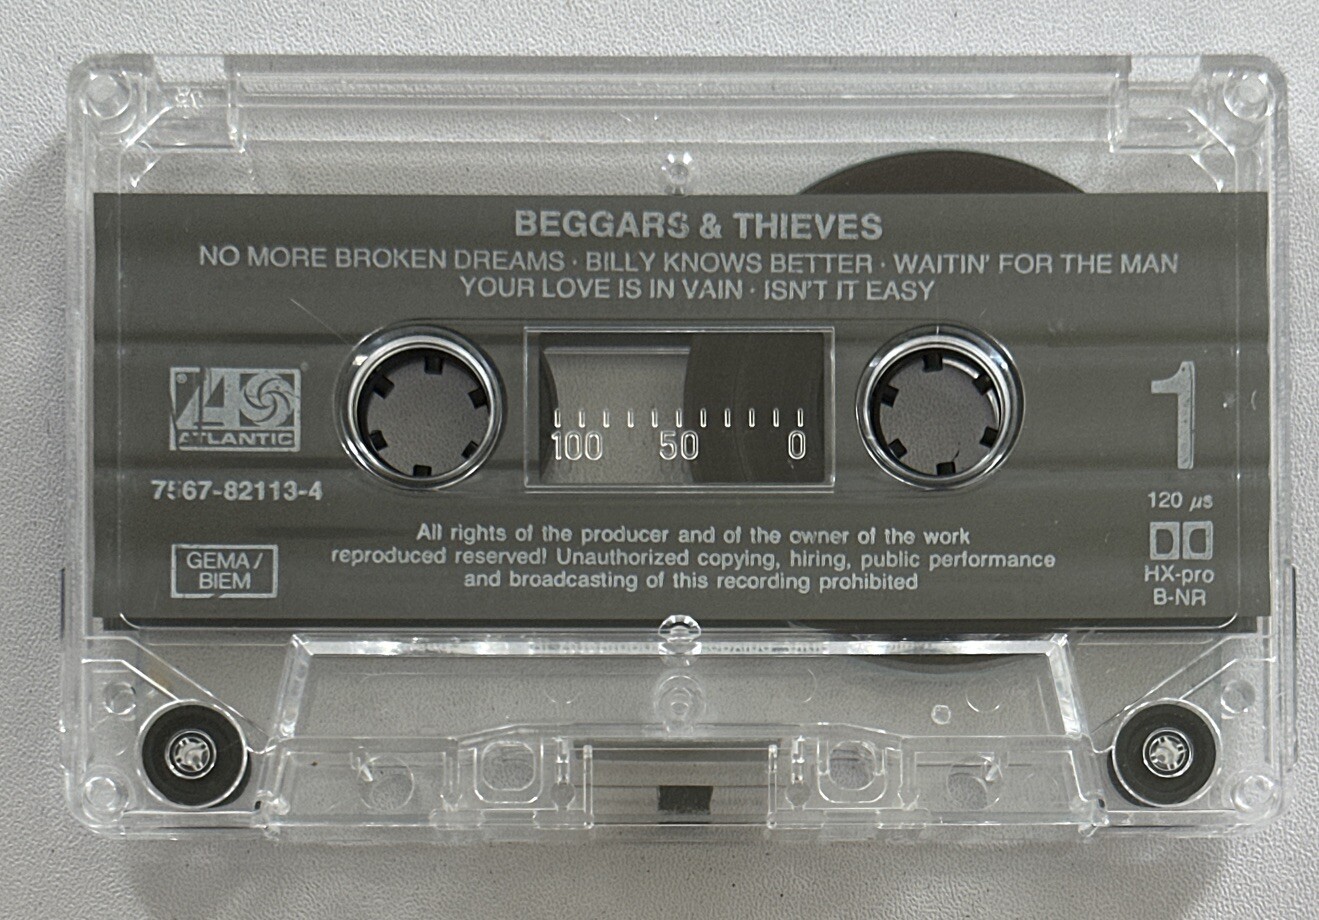 BEGGARS & THIEVES
NO MORE BROKEN DREAMS · BILLY KNOWS BETTER · WAITIN' FOR THE MAN
YOUR LOVE IS IN VAIN · ISN'T IT EASY
ATLANTIC
7567-82113-4
GEMA/
BIEM
100 50 0
All rights of the producer and of the owner of the work
reproduced reserved! Unauthorized copying, hiring, public performance
and broadcasting of this recording prohibited
1
120 µs
HX-pro
B-NR